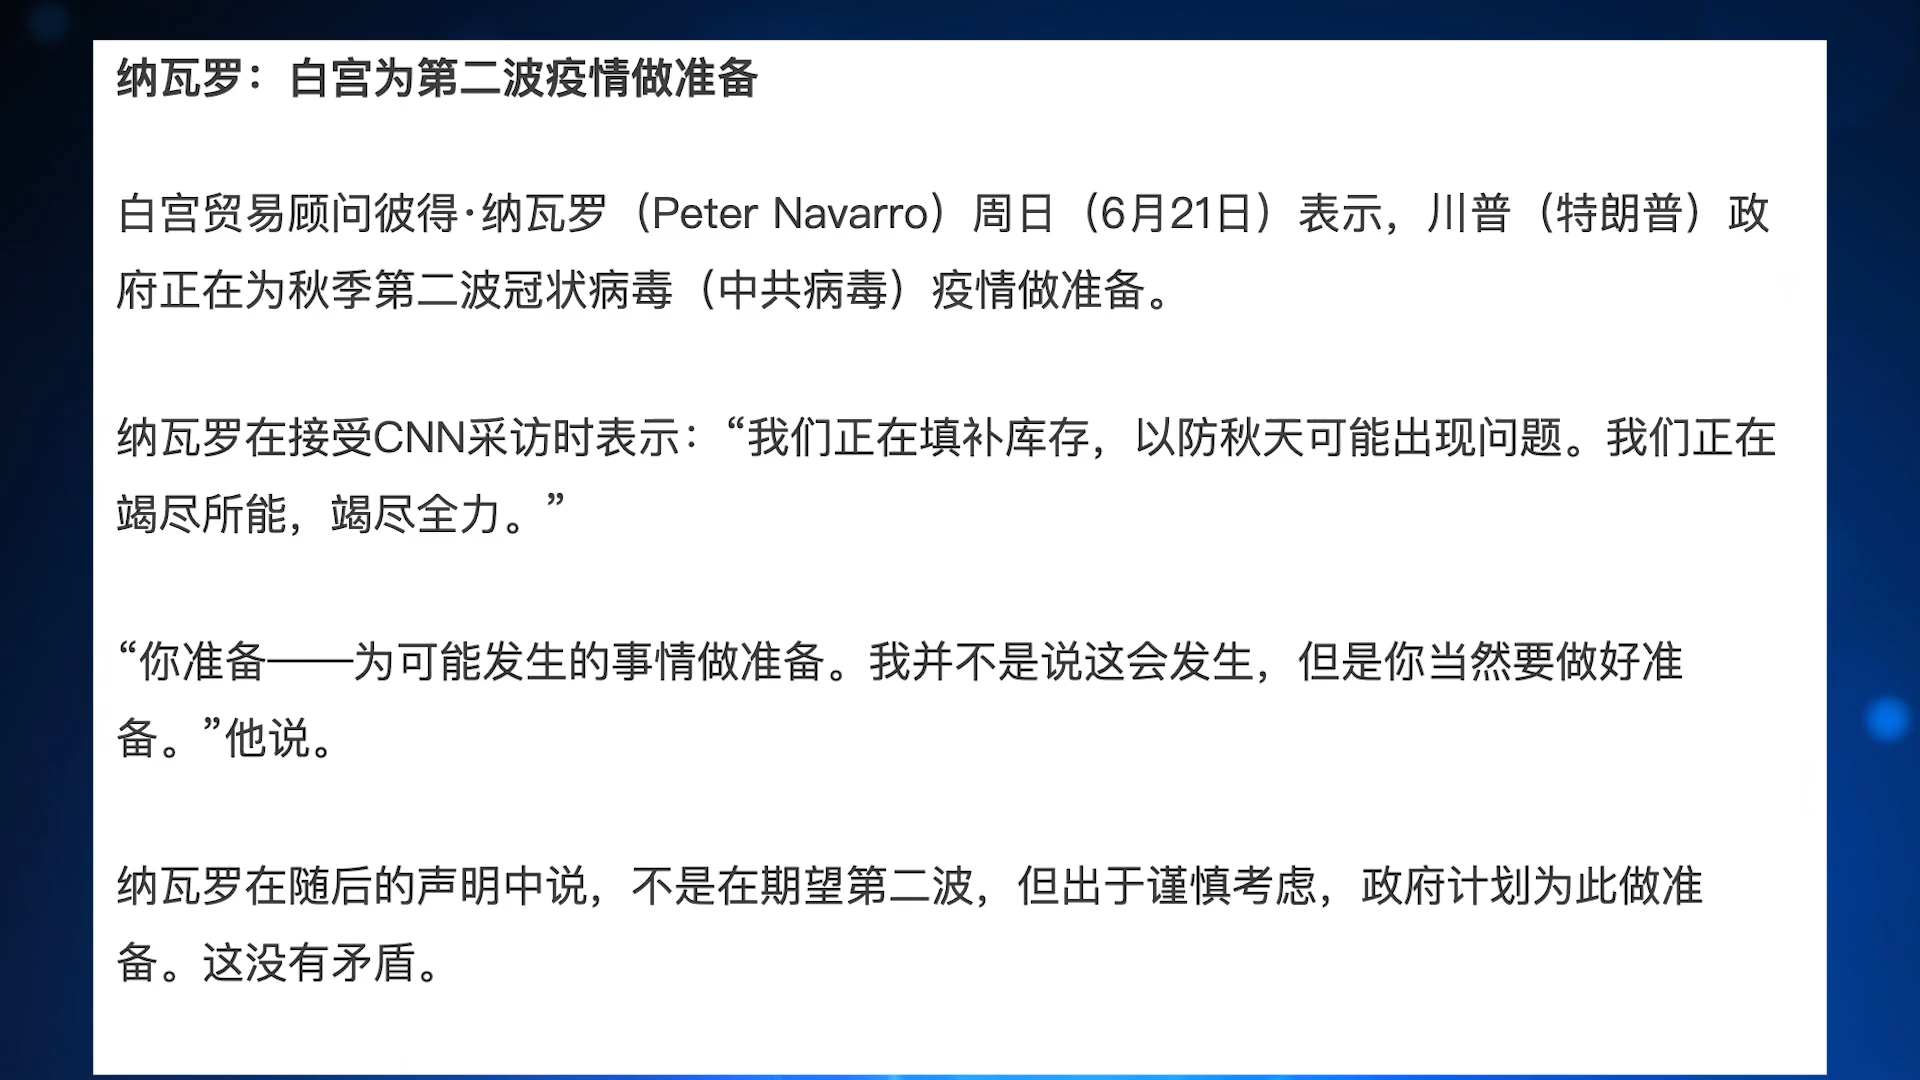 纳瓦罗：白宫为第二波疫情做准备
白宫贸易顾问彼得·纳瓦罗（Peter Navarro）周日（6月21日）表示，川普（特朗普）政
府正在为秋季第二波冠状病毒（中共病毒）疫情做准备。
纳瓦罗在接受CNN采访时表示：“我们正在填补库存，以防秋天可能出现问题。我们正在
竭尽所能，竭尽全力。”
“你准备——为可能发生的事情做准备。我并不是说这会发生，但是你当然要做好准
备。”他说。
纳瓦罗在随后的声明中说，不是在期望第二波，但出于谨慎考虑，政府计划为此做准
备。这没有矛盾。